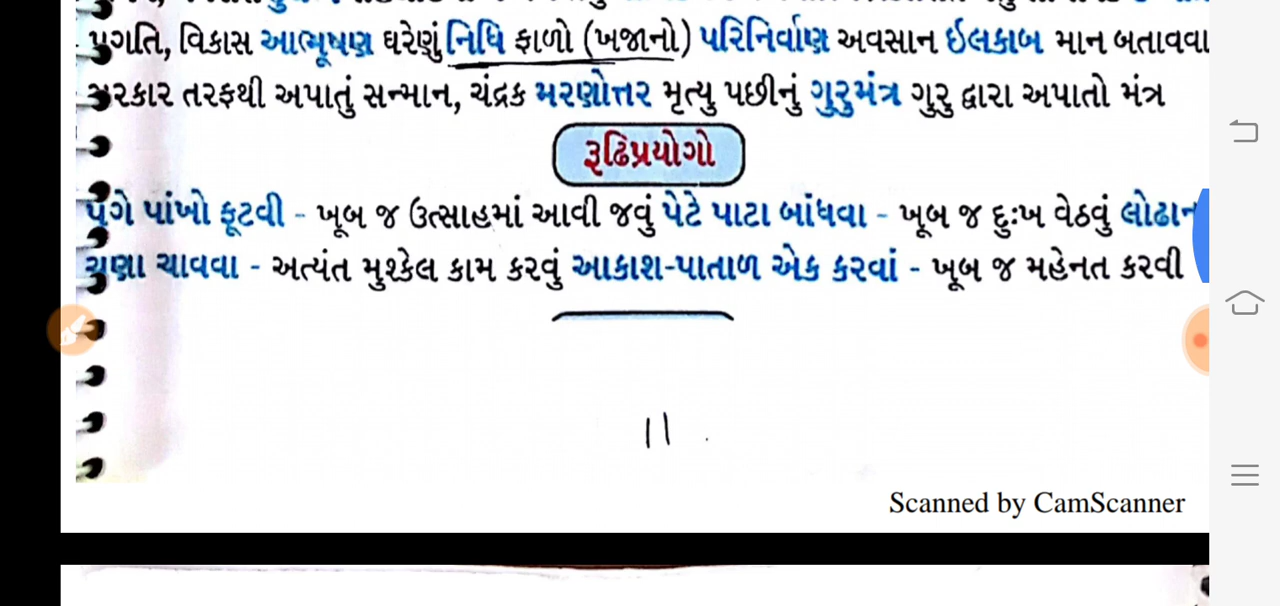 પ્રગતિ, વિકાસ આભૂષણ ઘરેણું નિધિ ફાળો (ખજાનો) પરિનિર્વાણ અવસાન ઇલકાબ માન બતાવવા
સરકાર તરફથી અપાતું સન્માન, ચંદ્રક મરણોત્તર મૃત્યુ પછીનું ગુરુમંત્ર ગુરુ દ્વારા અપાતો મંત્ર
રૂઢિપ્રયોગો
પગે પાંખો ફૂટવી - ખૂબ જ ઉત્સાહમાં આવી જવું પેટે પાટા બાંધવા - ખૂબ જ દુઃખ વેઠવું
ચણા ચાવવા - અત્યંત મુશ્કેલ કામ કરવું આકાશ-પાતાળ એક કરવાં - ખૂબ જ મહેનત કરવી
11
Scanned by CamScanner